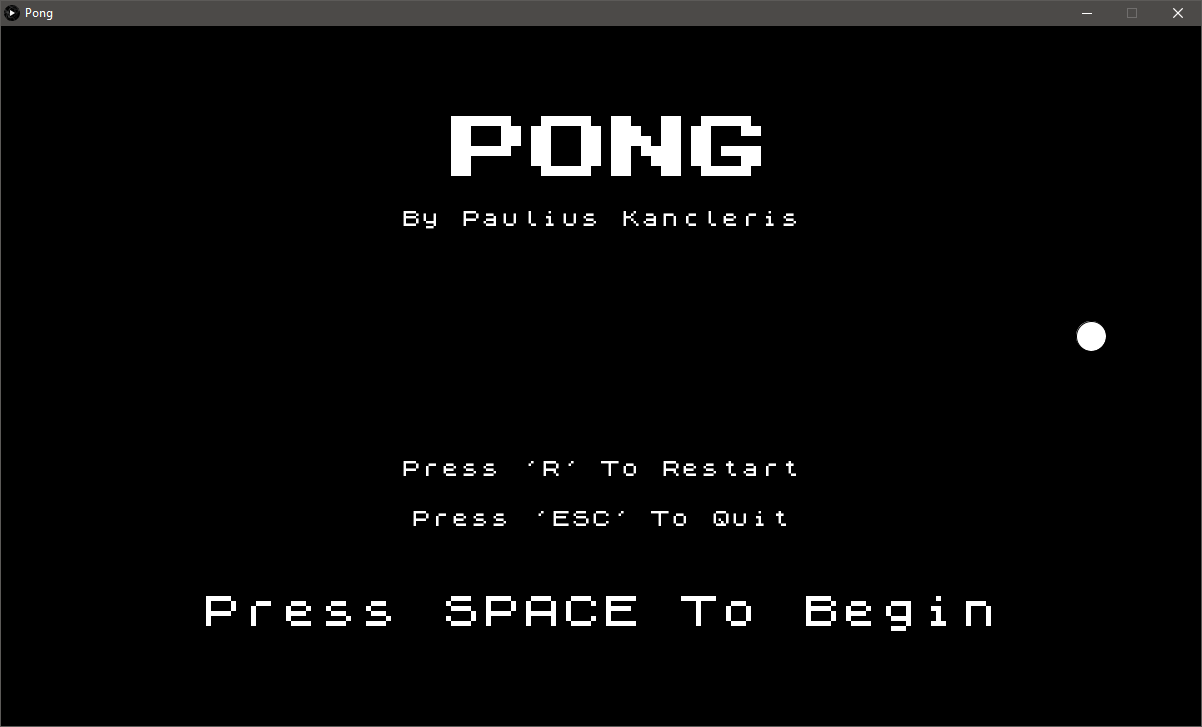 Pong
PONG
By Paulius Kancleris
Press 'R' To Restart
Press 'ESC' To Quit
Press SPACE To Begin